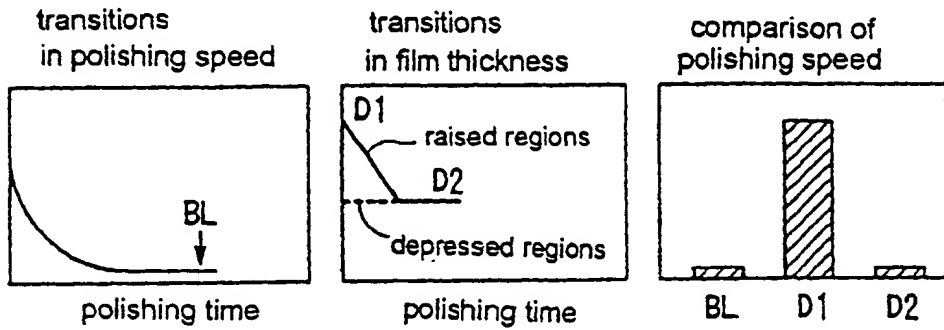 transitions
in polishing speed
BL
polishing time
transitions
in film thickness
D1
raised regions
D2
depressed regions
polishing time
comparison of
polishing speed
BL D1 D2